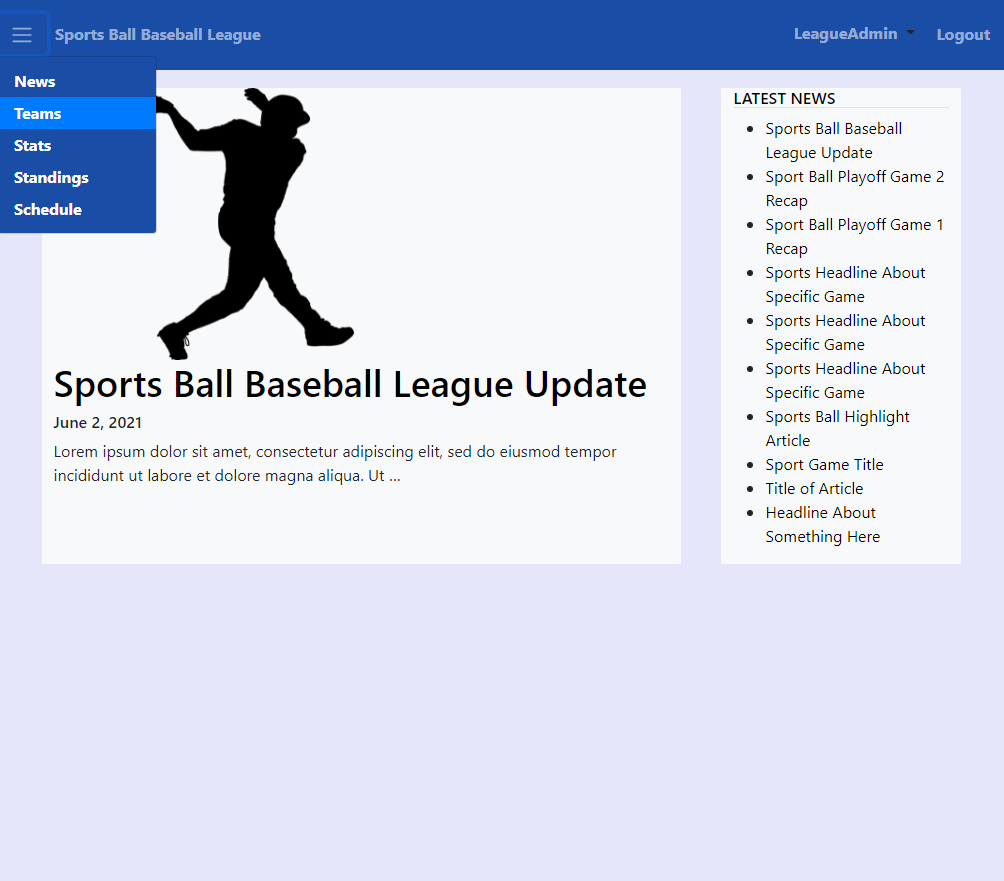 Sports Ball Baseball League
LeagueAdmin
Logout
News
Teams
Stats
Standings
Schedule
Sports Ball Baseball League Update
June 2, 2021
Lorem ipsum dolor sit amet, consectetur adipiscing elit, sed do eiusmod tempor
incididunt ut labore et dolore magna aliqua. Ut ...
LATEST NEWS
Sports Ball Baseball
League Update
Sport Ball Playoff Game 2
Recap
Sport Ball Playoff Game 1
Recap
Sports Headline About
Specific Game
Sports Headline About
Specific Game
Sports Headline About
Specific Game
Sports Ball Highlight
Article
Sport Game Title
Title of Article
Headline About
Something Here